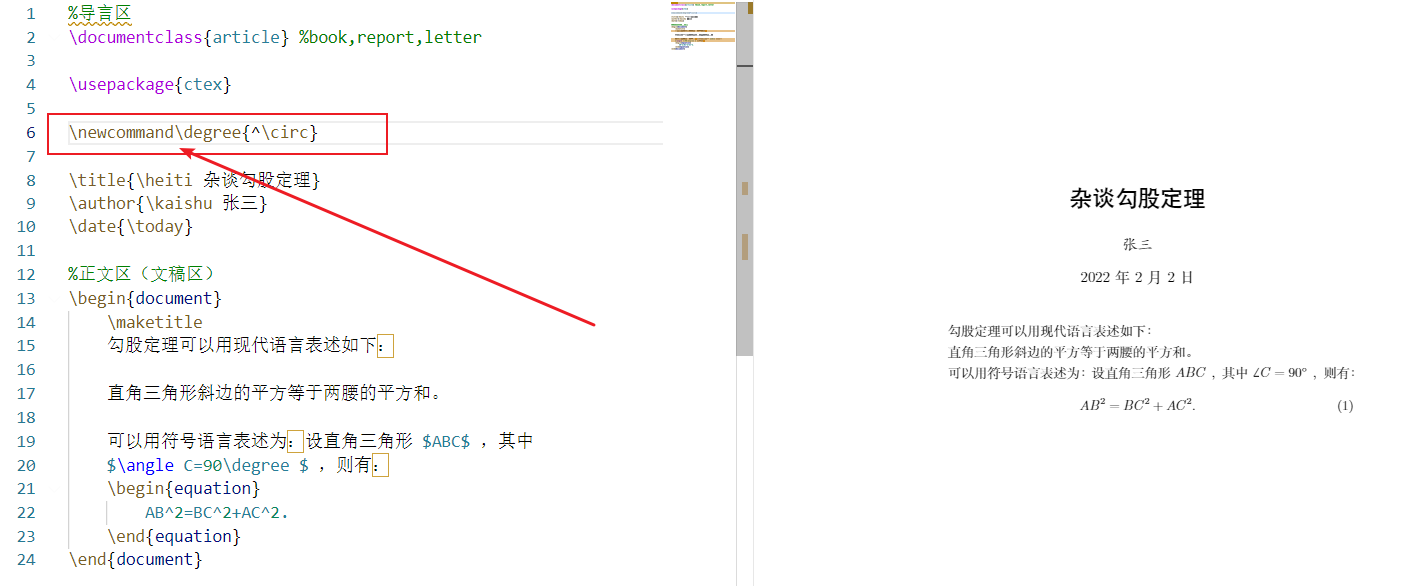 1 %导言区
2 \documentclass{article} %book,report,letter
3
4 \usepackage{ctex}
5
6 \newcommand\degree{^\circ}
7
8 \title{\heiti 杂谈勾股定理}
9 \author{\kaishu 张三}
10 \date{\today}
11
12 %正文区（文稿区）
13 \begin{document}
14 \maketitle
15 勾股定理可以用现代语言表述如下：
16
17 直角三角形斜边的平方等于两腰的平方和。
18
19 可以用符号语言表述为：设直角三角形 $ABC$ ，其中
20 $\angle C=90\degree $ ，则有：
21 \begin{equation}
22 AB^2=BC^2+AC^2.
23 \end{equation}
24 \end{document}
杂谈勾股定理
张三
2022 年 2 月 2 日
勾股定理可以用现代语言表述如下：
直角三角形斜边的平方等于两腰的平方和。
可以用符号语言表述为：设直角三角形 ABC ，其中 ∠C = 90° ，则有：
AB² = BC² + AC². (1)